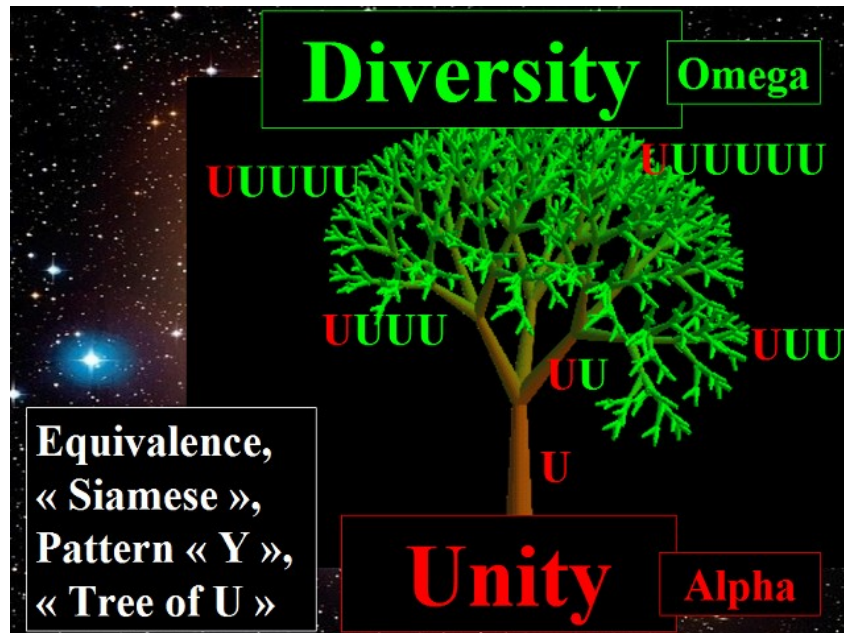 Diversity
Omega
UUUUU
UUUUUU
UUUU
UU
UUU
U
Equivalence,
« Siamese »,
Pattern « Y »,
« Tree of U »
Unity
Alpha